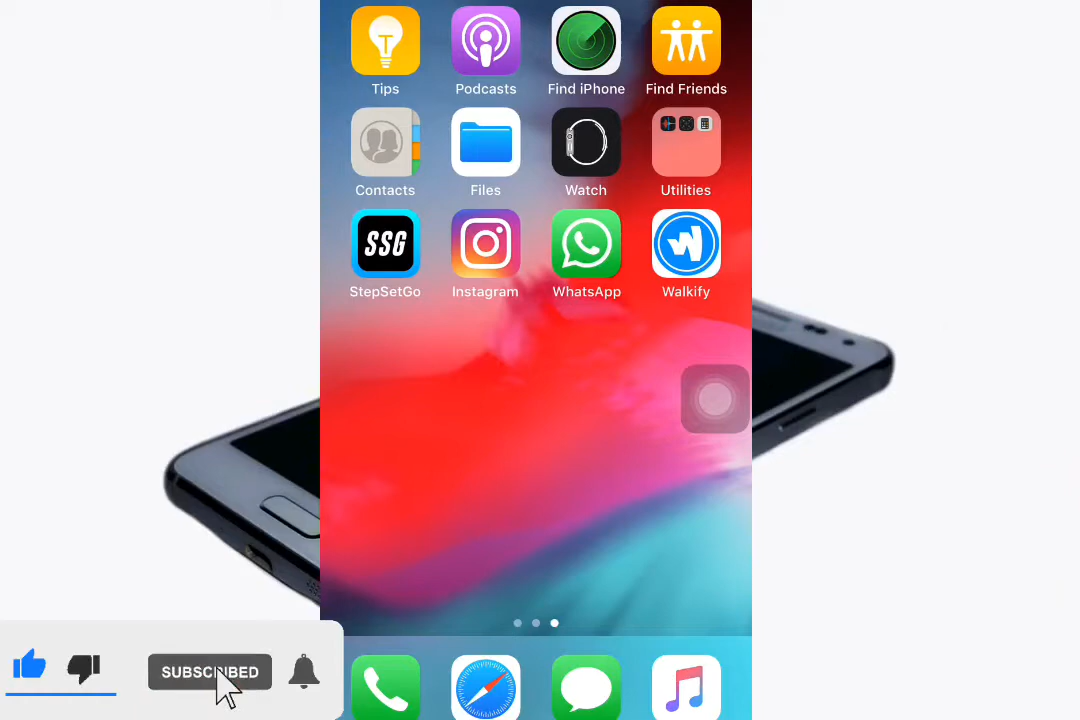 Tips Podcasts Find iPhone Find Friends
Contacts Files Watch Utilities
SSG
StepSetGo Instagram WhatsApp Walkify
SUBSCRIBED